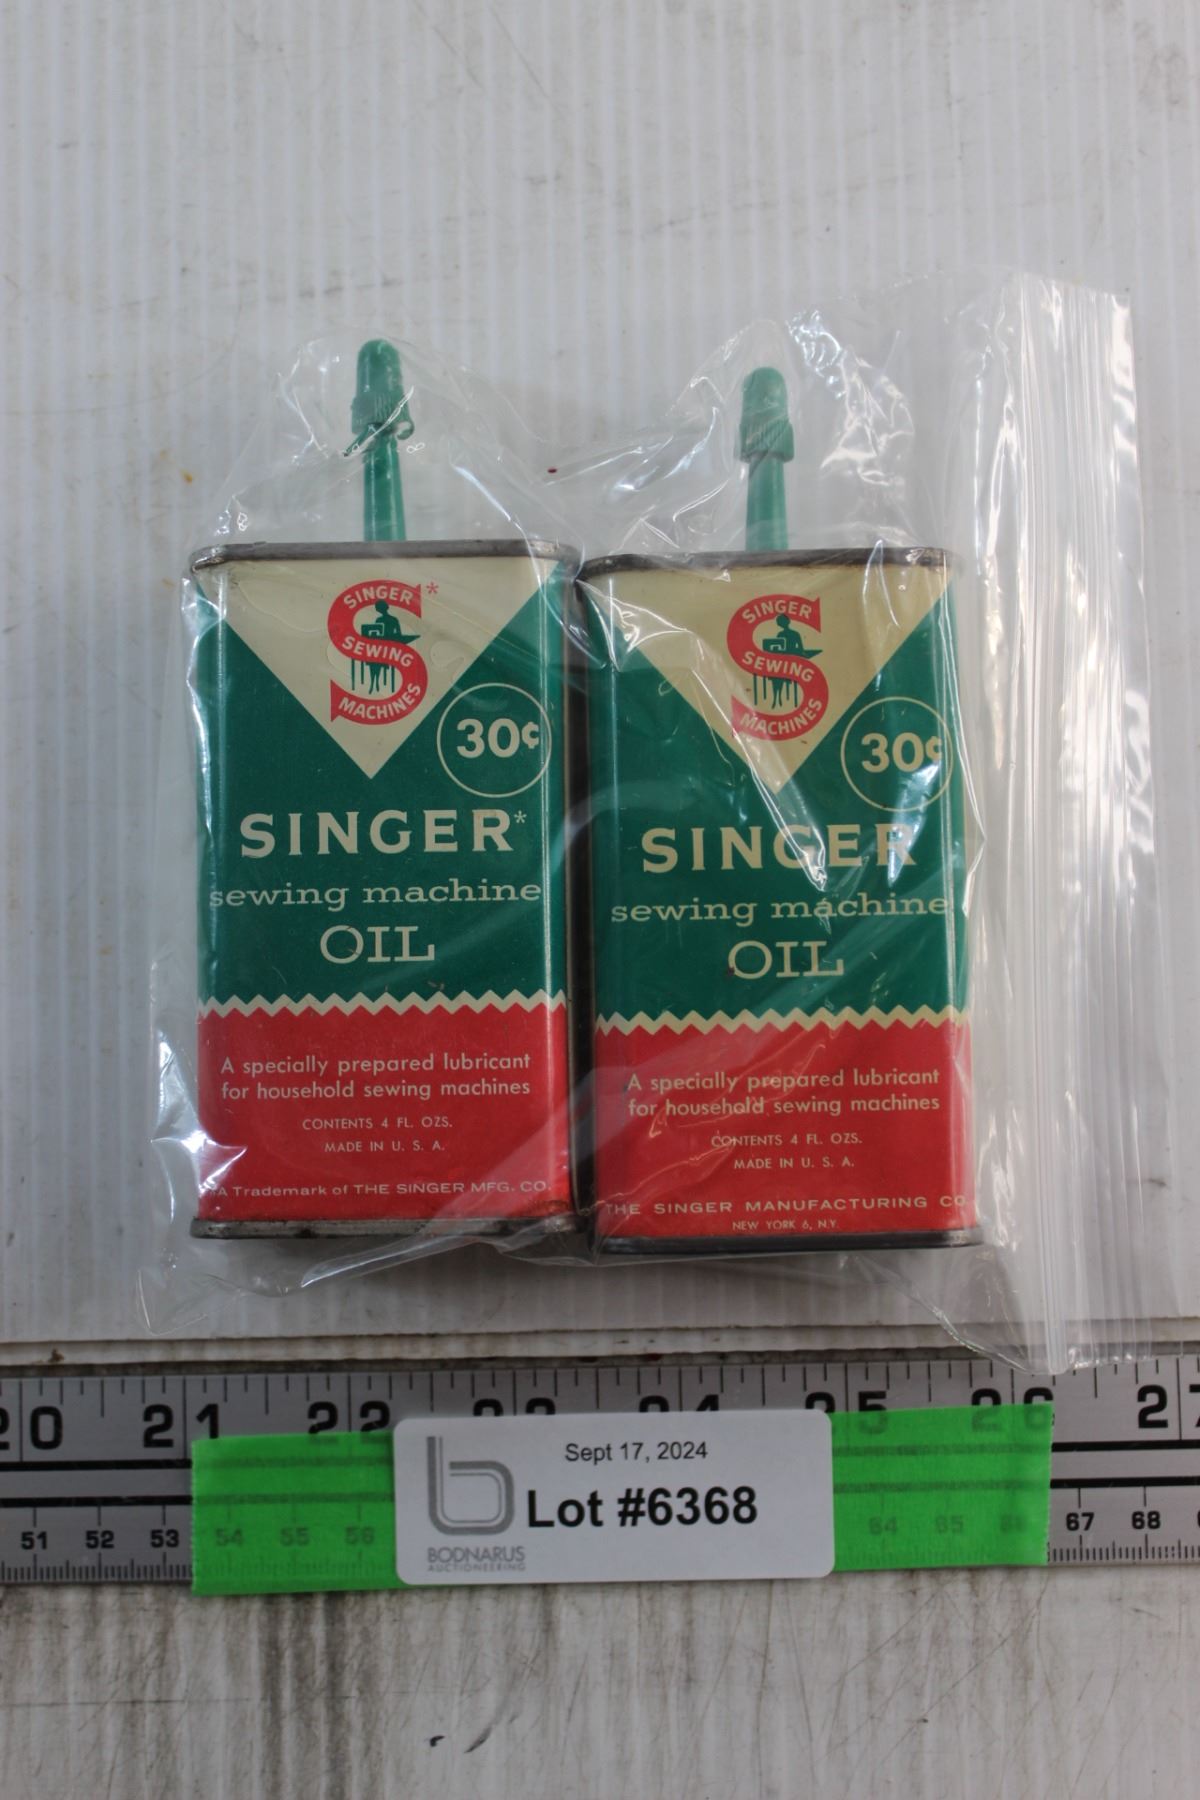 SINGER *
SEWING
MACHINES
30¢
SINGER*
sewing machine
OIL
A specially prepared lubricant
for household sewing machines
CONTENTS 4 FL. OZS.
MADE IN U. S. A.
A Trademark of THE SINGER MFG. CO.
SINGER
SEWING
MACHINES
30¢
SINGER
sewing machine
OIL
A specially prepared lubricant
for household sewing machines
CONTENTS 4 FL. OZS.
MADE IN U. S. A.
THE SINGER MANUFACTURING CO
NEW YORK 6, N.Y.
20 21 22 23 24 25 26 27
51 52 53 54 55 56 64 65 66 67 68
Sept 17, 2024
Lot #6368
BODNARUS
AUCTIONEERING